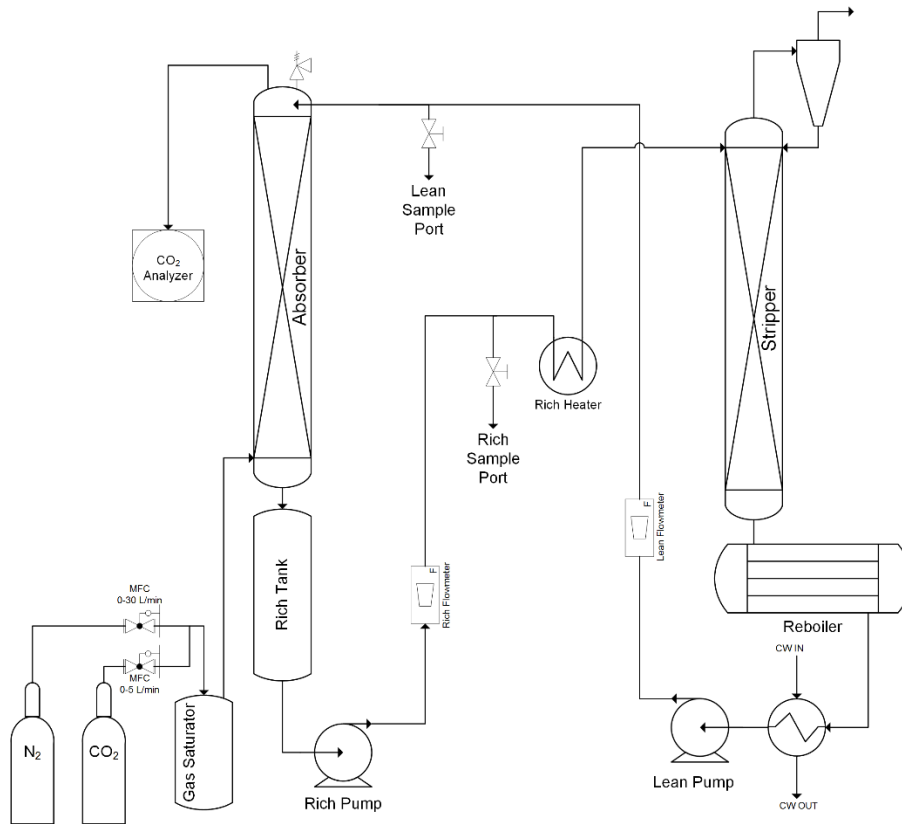 Lean
Sample
Port
CO₂
Analyzer
Absorber
Stripper
Rich Heater
Rich
Sample
Port
F
Lean Flowmeter
F
Rich Flowmeter
Rich Tank
MFC
0-30 L/min
MFC
0-5 L/min
Reboiler
CW IN
N₂
CO₂
Gas Saturator
Rich Pump
Lean Pump
CW OUT